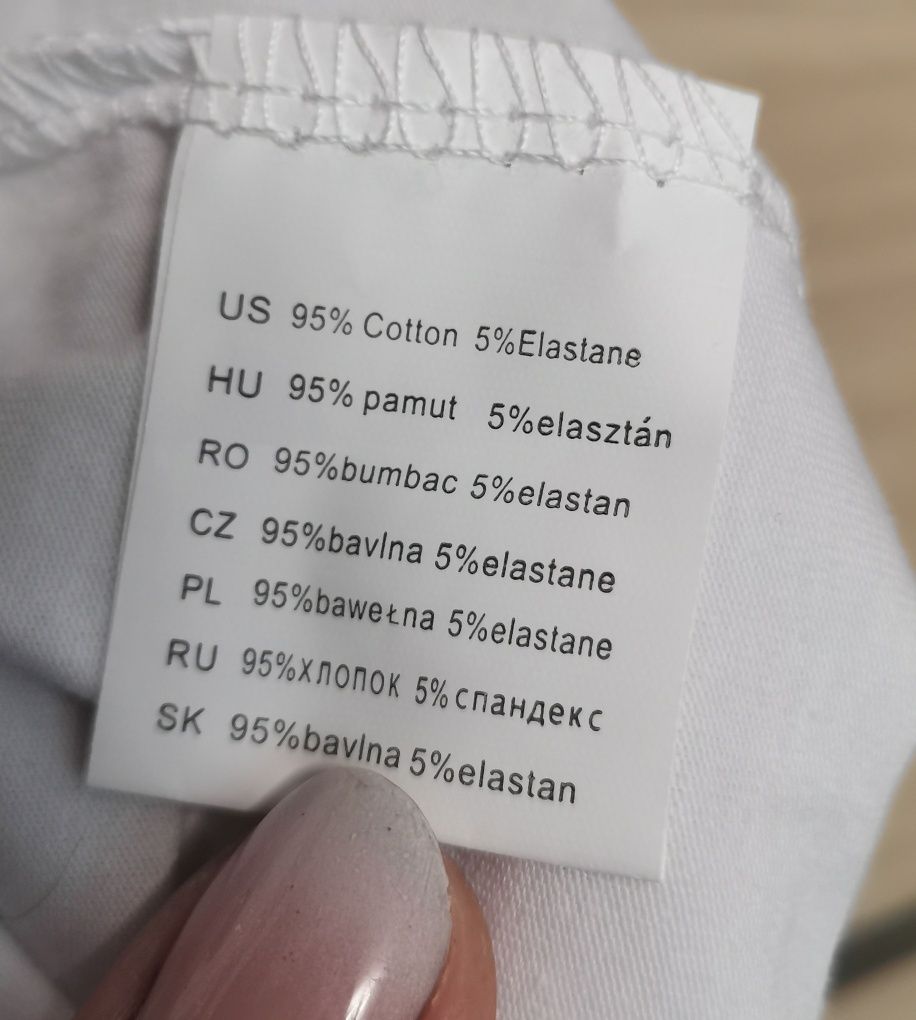 US 95% Cotton 5%Elastane
HU 95% pamut 5%elasztán
RO 95%bumbac 5%elastan
CZ 95%bavlna 5%elastane
PL 95%bawełna 5%elastane
RU 95%хлопок 5% спандекс
SK 95%bavlna 5%elastan